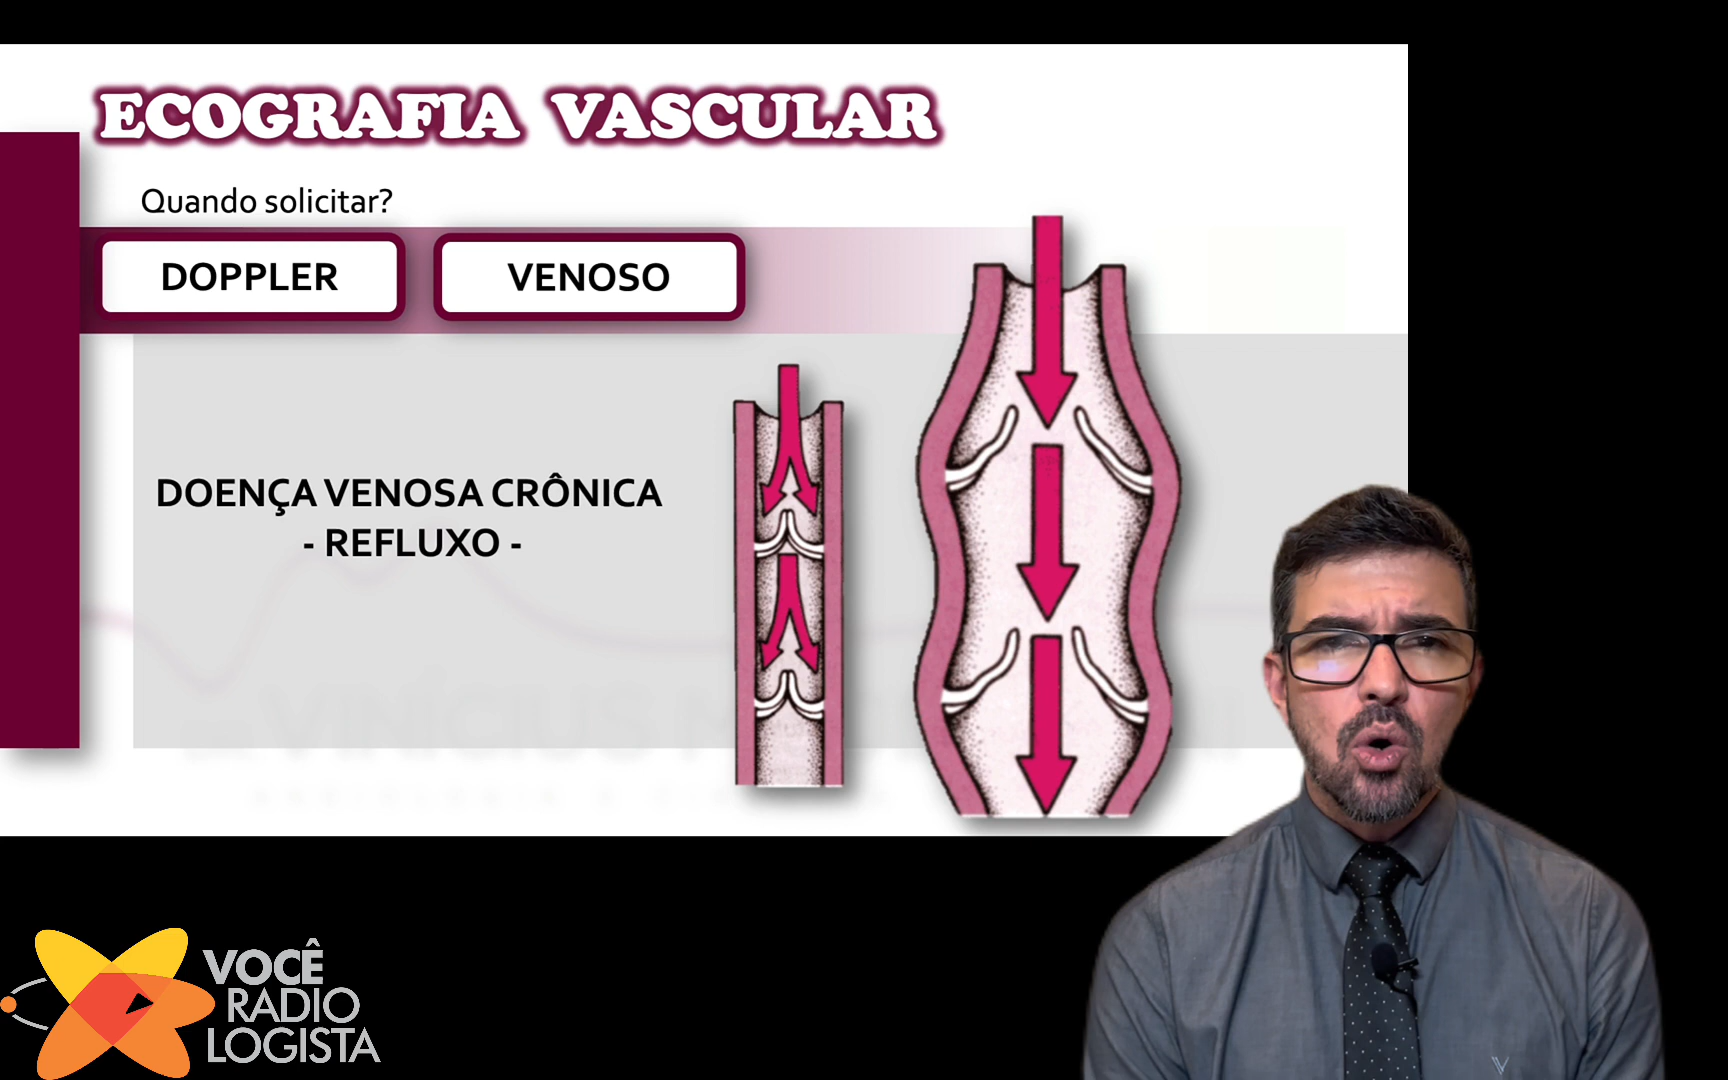 ECOGRAFIA VASCULAR
Quando solicitar?
DOPPLER
VENOSO
DOENÇA VENOSA CRÔNICA
- REFLUXO -
VOCÊ
RADIO
LOGISTA